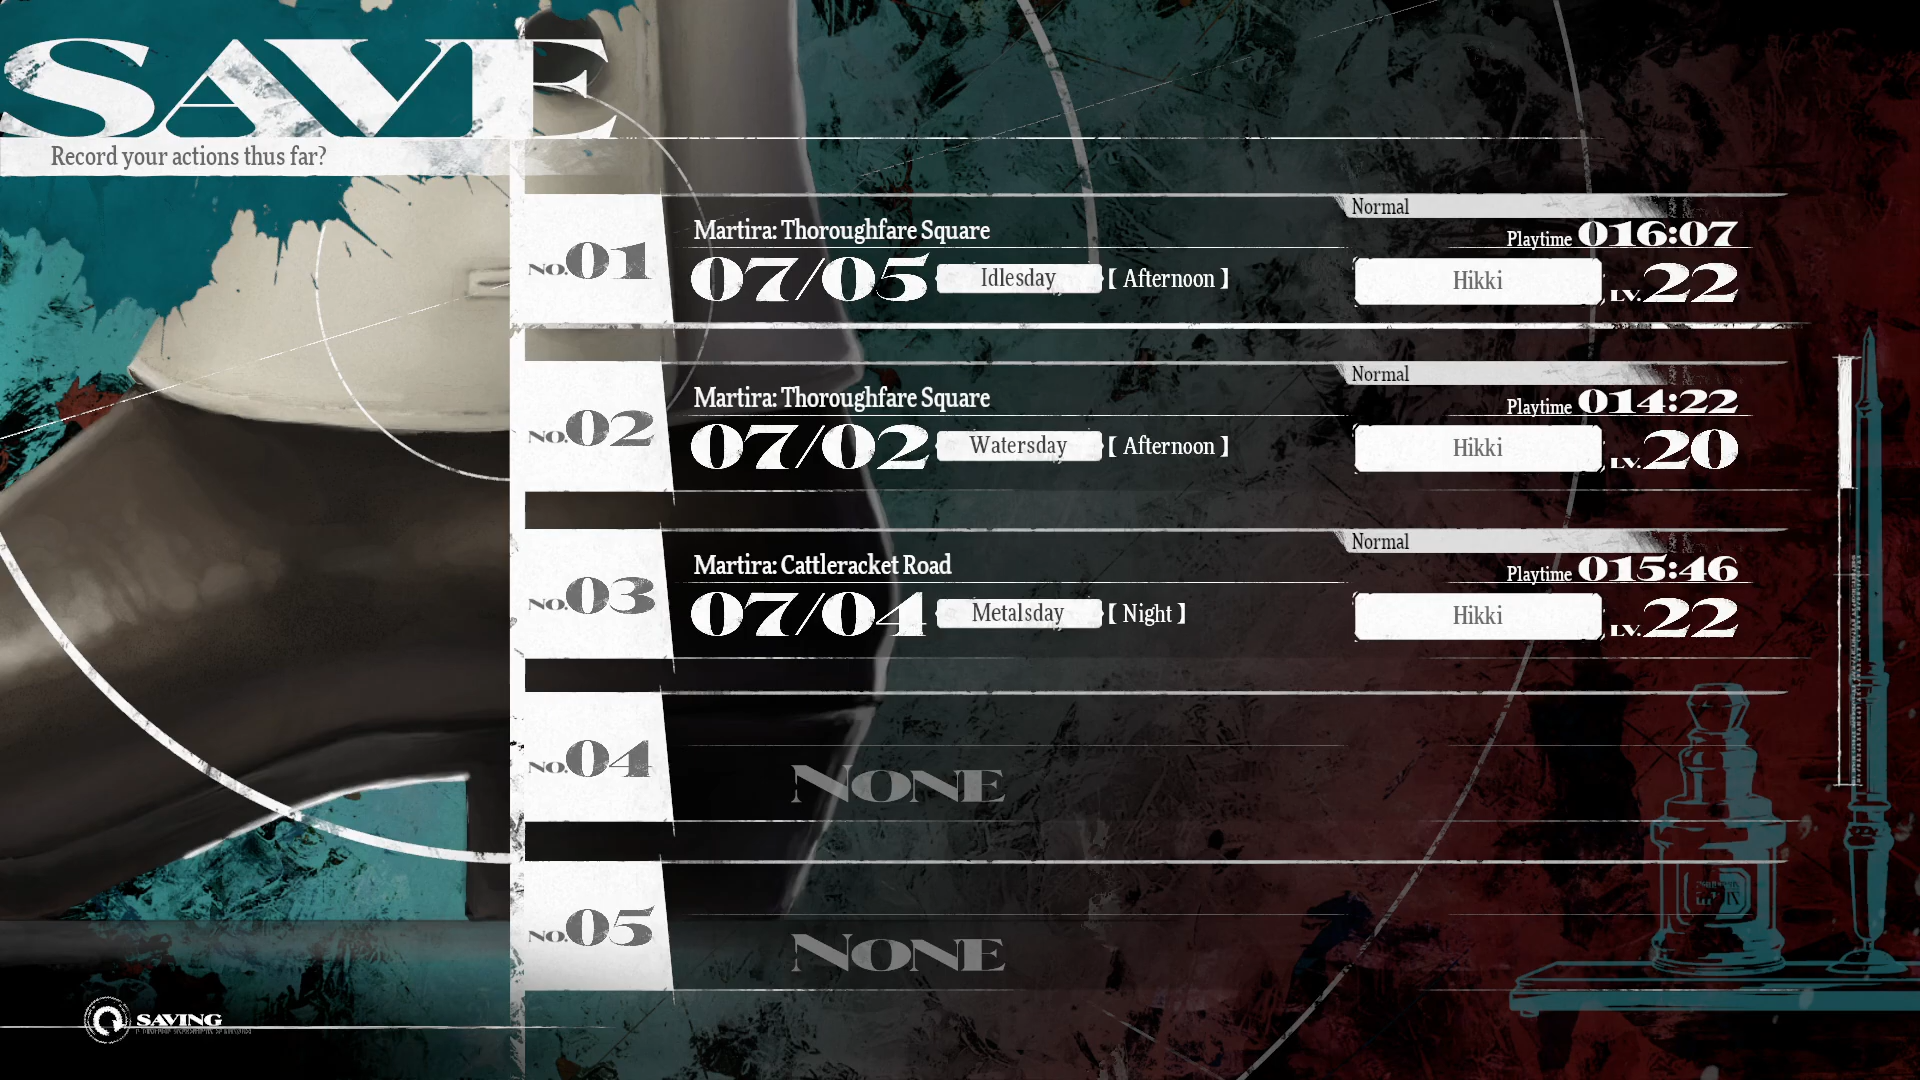 SAVE
Record your actions thus far?
Normal
Martira: Thoroughfare Square
Playtime 016:07
NO.01
07/05 Idlesday [ Afternoon ]
Hikki LV.22
Normal
Martira: Thoroughfare Square
Playtime 014:22
NO.02
07/02 Watersday [ Afternoon ]
Hikki LV.20
Normal
Martira: Cattleracket Road
Playtime 015:46
NO.03
07/04 Metalsday [ Night ]
Hikki LV.22
NO.04
NONE
NO.05
NONE
SAVING